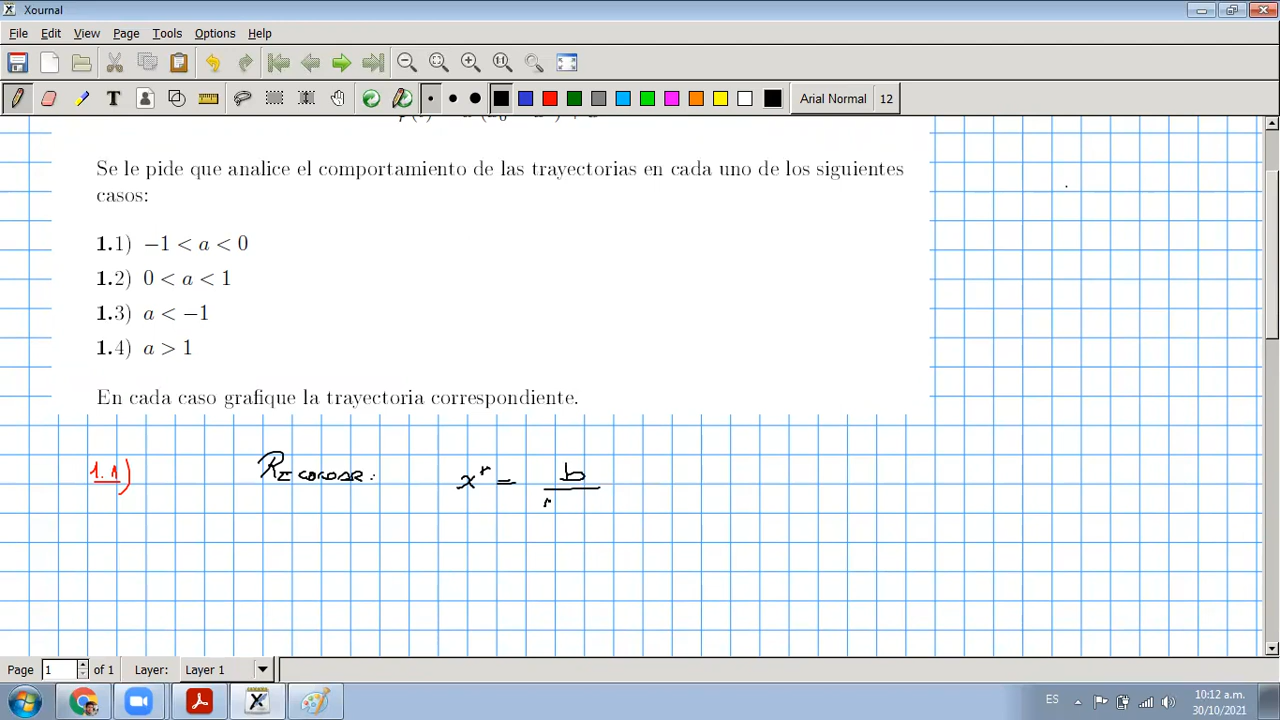 Xournal
File Edit View Page Tools Options Help
Arial Normal 12
Se le pide que analice el comportamiento de las trayectorias en cada uno de los siguientes
casos:
1.1) −1 < a < 0
1.2) 0 < a < 1
1.3) a < −1
1.4) a > 1
En cada caso grafique la trayectoria correspondiente.
1.1) RECORDAR: x* = b
Page 1 of 1 Layer: Layer 1
ES 10:12 a.m.
30/10/2021